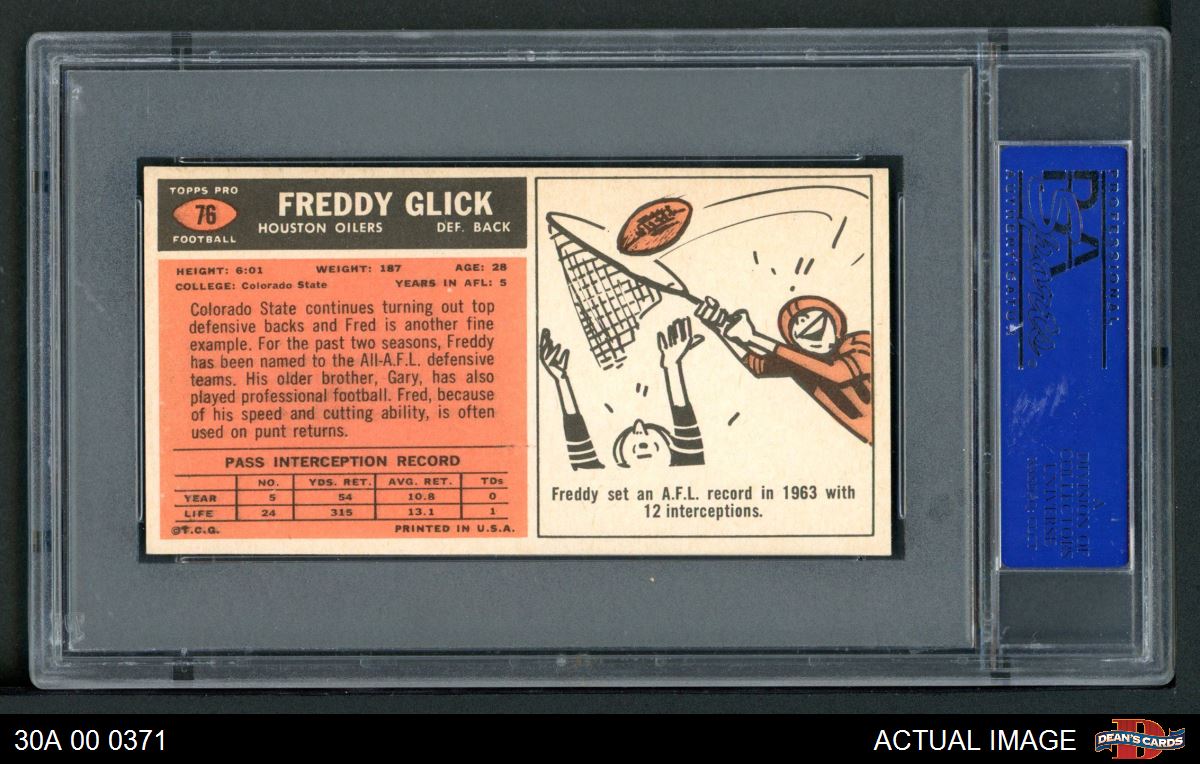 TOPPS PRO
76
FOOTBALL
FREDDY GLICK
HOUSTON OILERS DEF. BACK
HEIGHT: 6:01 WEIGHT: 187 AGE: 28
COLLEGE: Colorado State YEARS IN AFL: 5
Colorado State continues turning out top
defensive backs and Fred is another fine
example. For the past two seasons, Freddy
has been named to the All-A.F.L. defensive
teams. His older brother, Gary, has also
played professional football. Fred, because
of his speed and cutting ability, is often
used on punt returns.
PASS INTERCEPTION RECORD
NO. YDS. RET. AVG. RET. TDs
YEAR 5 54 10.8 0
LIFE 24 315 13.1 1
©T.C.G. PRINTED IN U.S.A.
Freddy set an A.F.L. record in 1963 with
12 interceptions.
PSA
A
DIVISION OF
COLLECTORS
UNIVERSE
30A 00 0371
ACTUAL IMAGE
DEAN'S CARDS